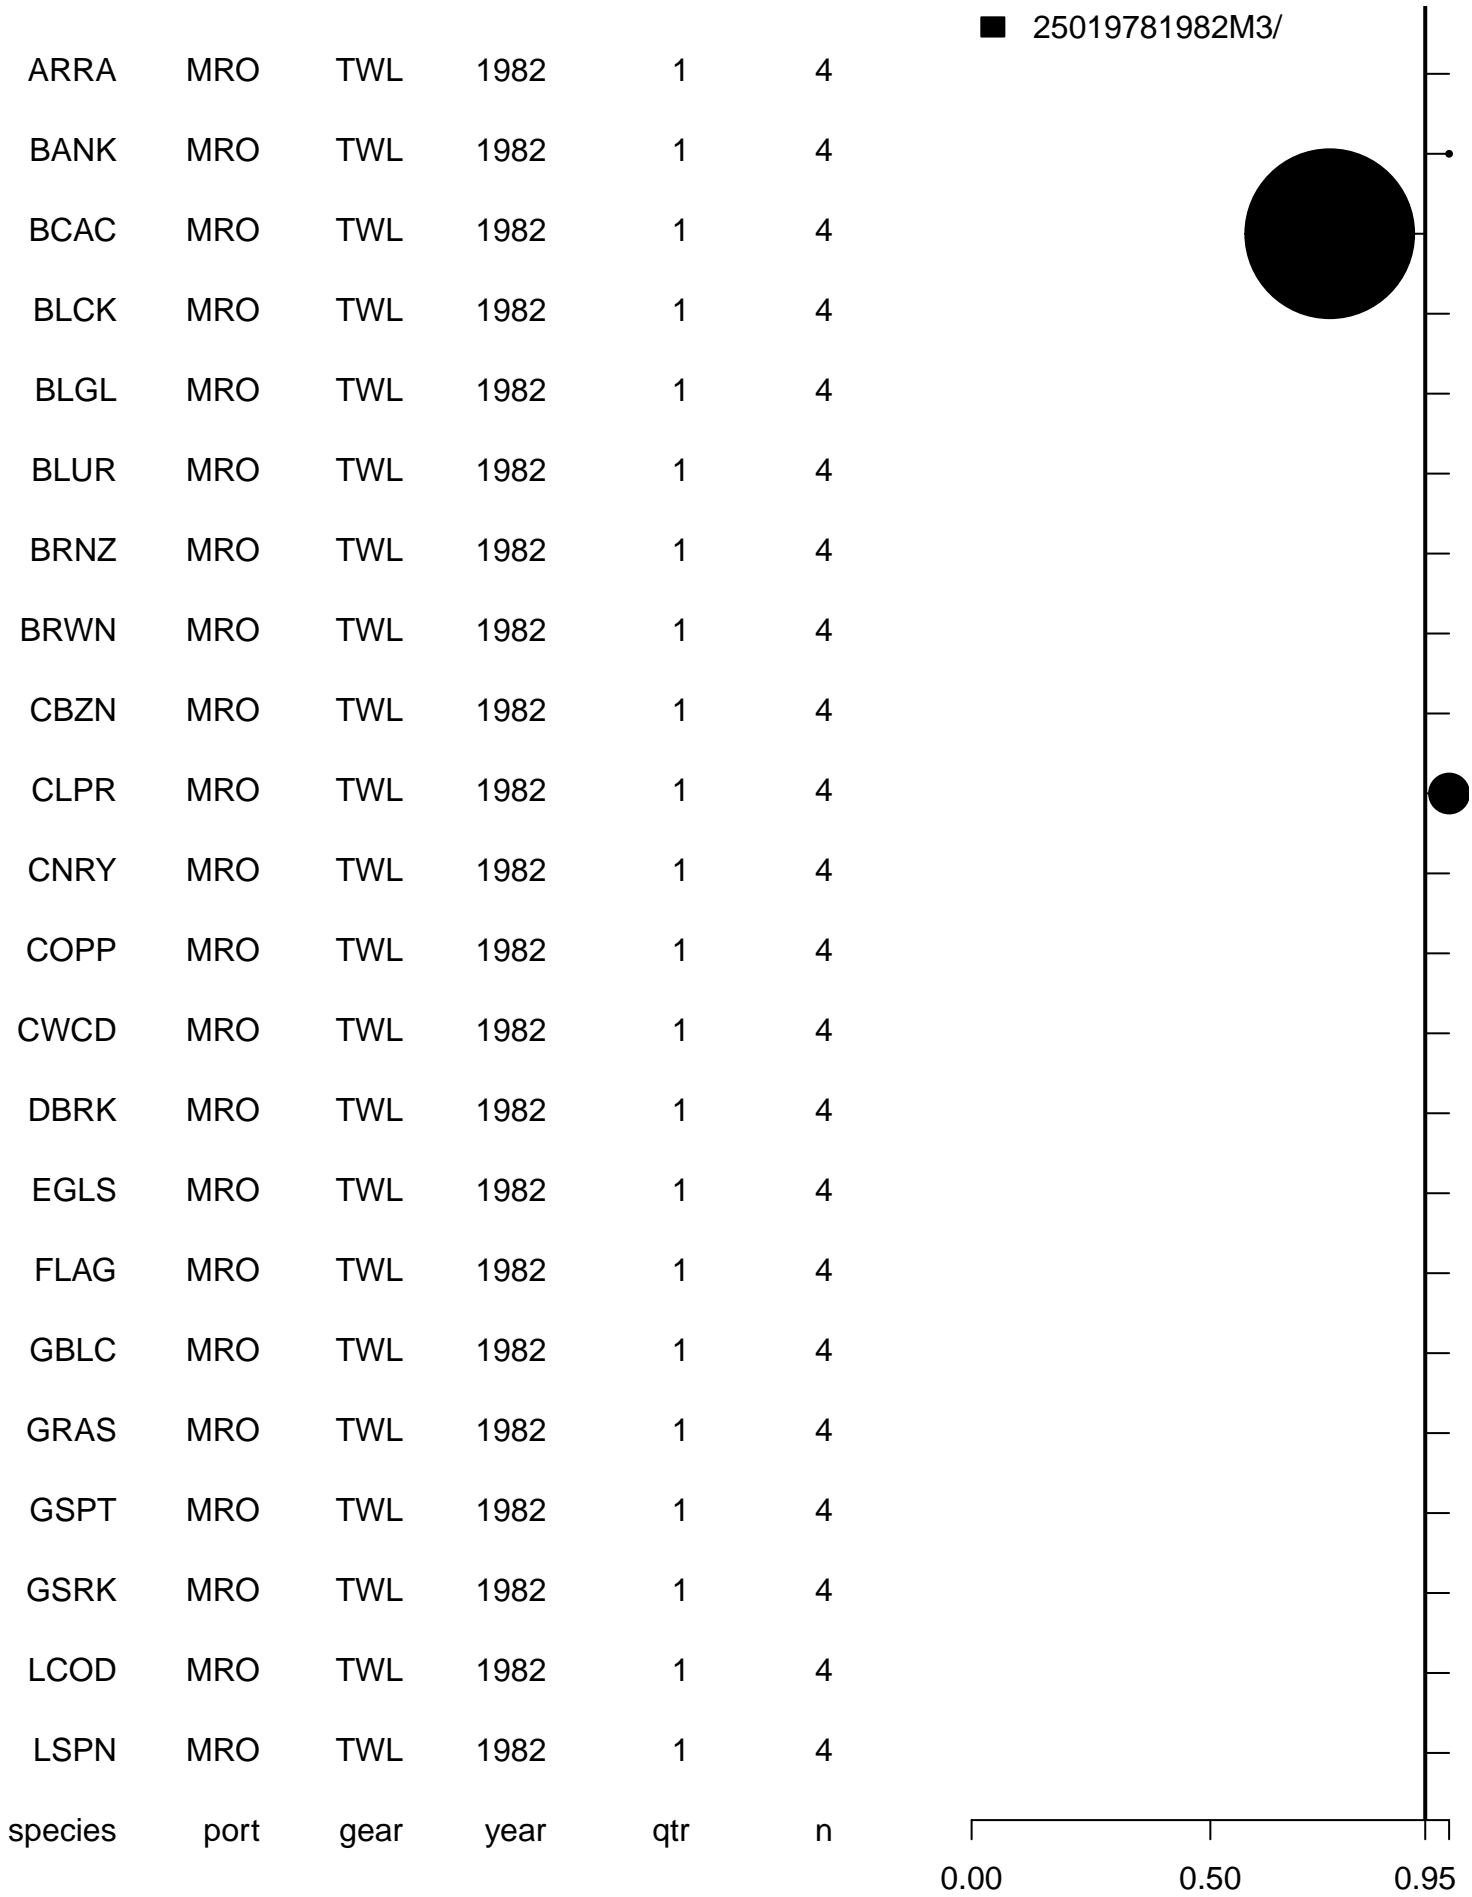 25019781982M3/
ARRA MRO TWL 1982 1 4
BANK MRO TWL 1982 1 4
BCAC MRO TWL 1982 1 4
BLCK MRO TWL 1982 1 4
BLGL MRO TWL 1982 1 4
BLUR MRO TWL 1982 1 4
BRNZ MRO TWL 1982 1 4
BRWN MRO TWL 1982 1 4
CBZN MRO TWL 1982 1 4
CLPR MRO TWL 1982 1 4
CNRY MRO TWL 1982 1 4
COPP MRO TWL 1982 1 4
CWCD MRO TWL 1982 1 4
DBRK MRO TWL 1982 1 4
EGLS MRO TWL 1982 1 4
FLAG MRO TWL 1982 1 4
GBLC MRO TWL 1982 1 4
GRAS MRO TWL 1982 1 4
GSPT MRO TWL 1982 1 4
GSRK MRO TWL 1982 1 4
LCOD MRO TWL 1982 1 4
LSPN MRO TWL 1982 1 4
species port gear year qtr n
0.00 0.50 0.95